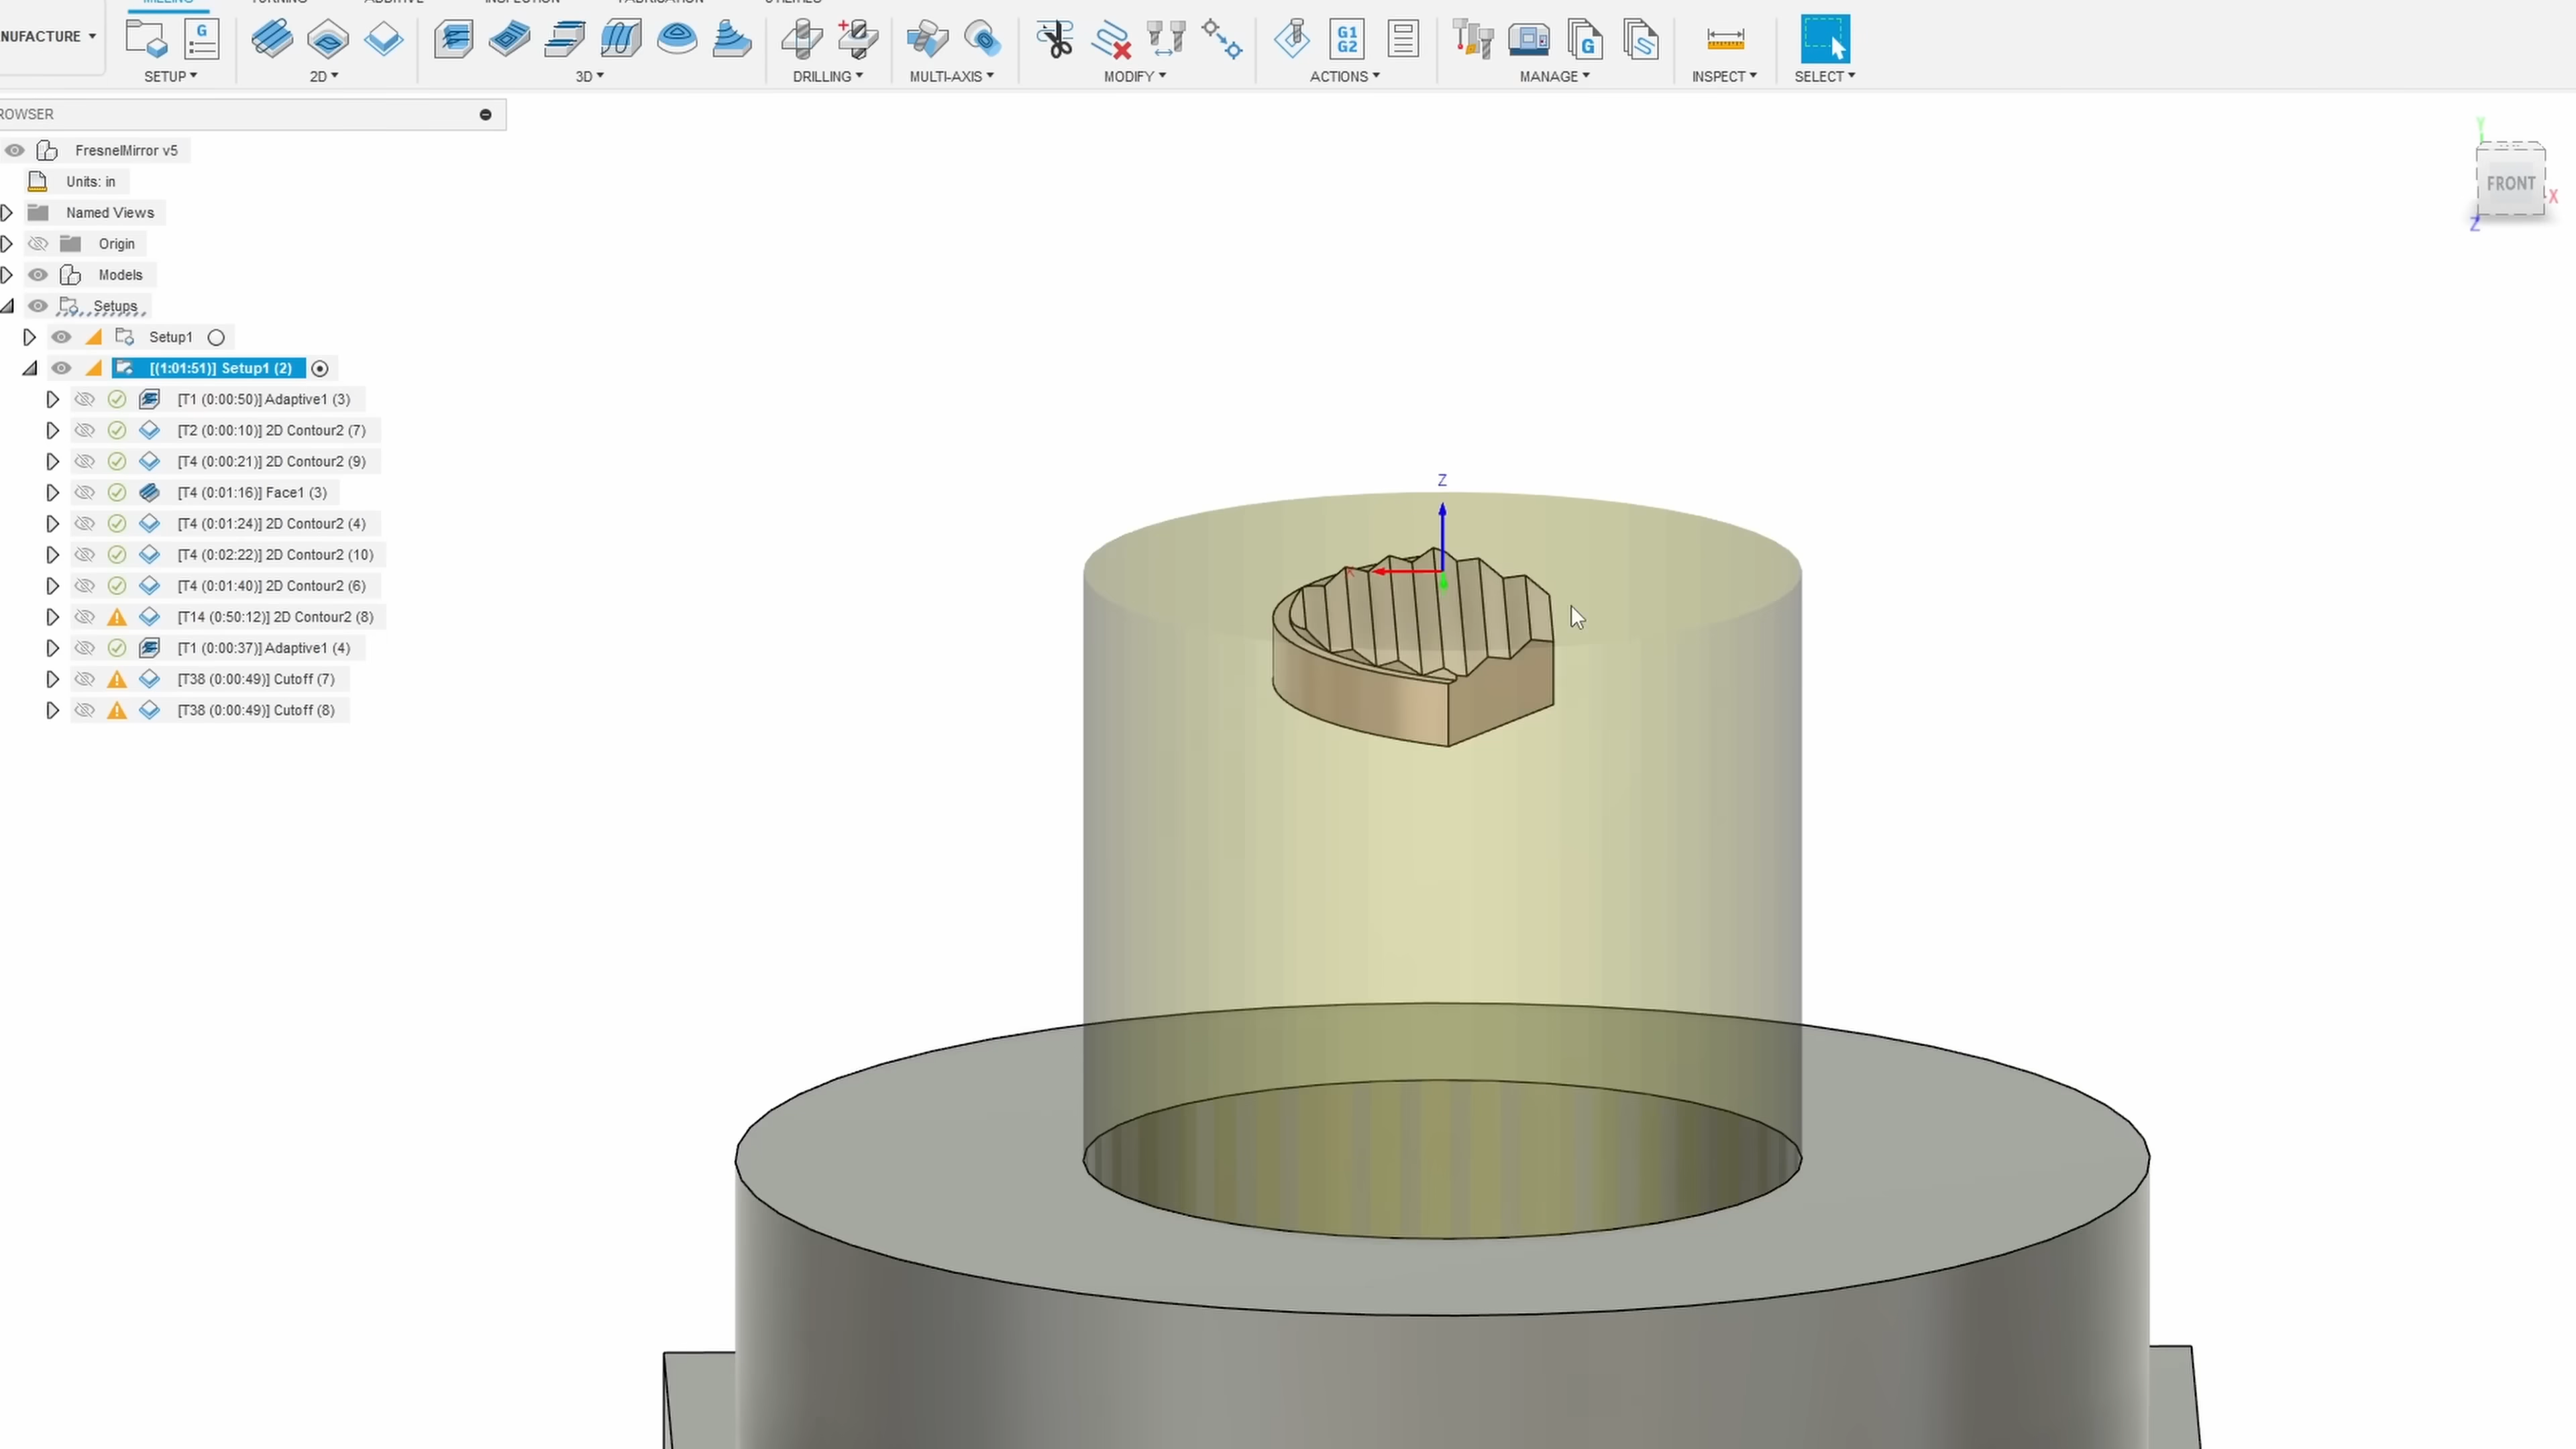 MILLING TURNING ADDITIVE INSPECTION FABRICATION UTILITIES
NUFACTURE
G
G1
G2
G
SETUP 2D 3D DRILLING MULTI-AXIS MODIFY ACTIONS MANAGE INSPECT SELECT
ROWSER
FresnelMirror v5
Units: in
Named Views
Origin
Models
Setups
Setup1
[(1:01:51)] Setup1 (2)
[T1 (0:00:50)] Adaptive1 (3)
[T2 (0:00:10)] 2D Contour2 (7)
[T4 (0:00:21)] 2D Contour2 (9)
[T4 (0:01:16)] Face1 (3)
[T4 (0:01:24)] 2D Contour2 (4)
[T4 (0:02:22)] 2D Contour2 (10)
[T4 (0:01:40)] 2D Contour2 (6)
[T14 (0:50:12)] 2D Contour2 (8)
[T1 (0:00:37)] Adaptive1 (4)
[T38 (0:00:49)] Cutoff (7)
[T38 (0:00:49)] Cutoff (8)
Y
FRONT
X
Z
Z
X